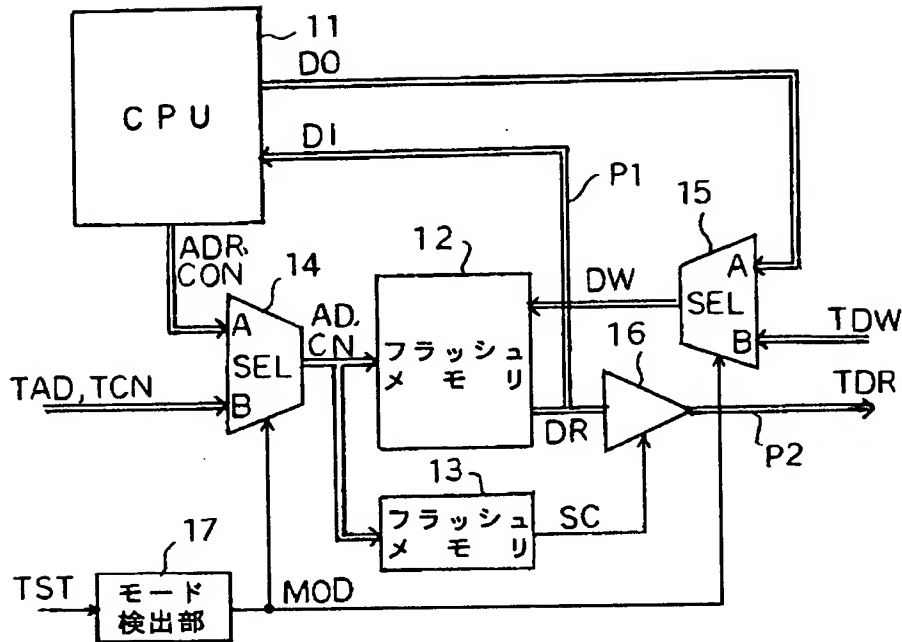 11
DO
CPU
DI
P1
15
ADR,
CON
14
12
A
AD,
CN
DW
SEL
A
SEL
B
フラッシュ
メモリ
16
TDW
TAD,TCN
B
TDR
DR
P2
13
フラッシュ
メモリ
SC
17
TST
モード
検出部
MOD